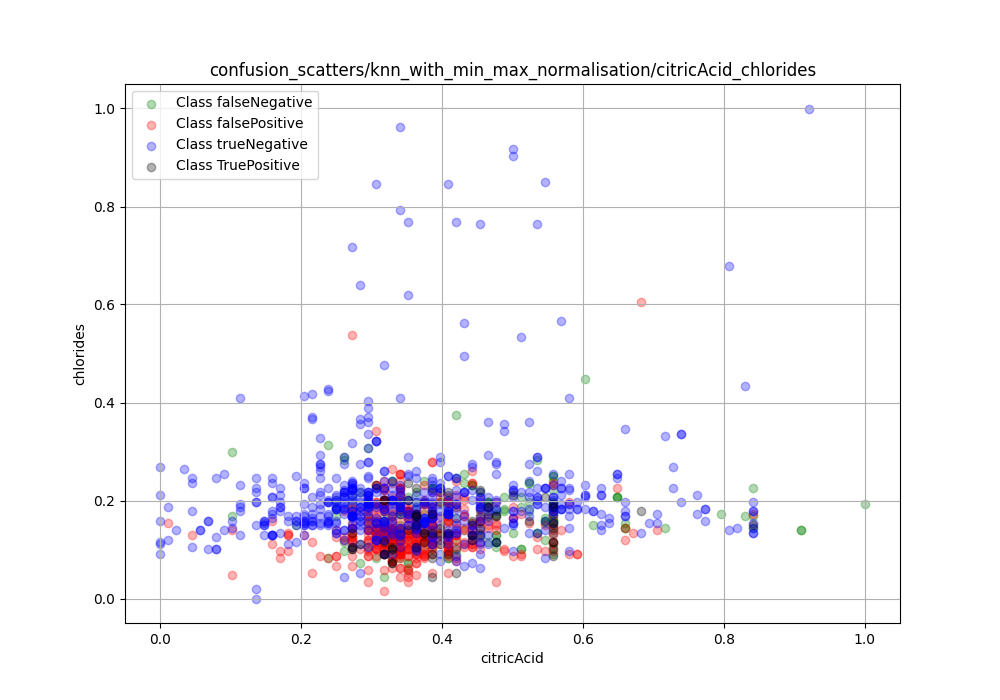 confusion_scatters/knn_with_min_max_normalisation/citricAcid_chlorides
Class falseNegative
Class falsePositive
Class trueNegative
Class TruePositive
1.0
0.8
0.6
0.4
0.2
0.0
chlorides
0.0 0.2 0.4 0.6 0.8 1.0
citricAcid